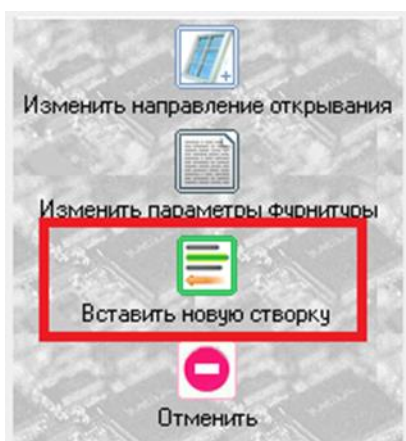 Изменить направление открывания
Изменить параметры фурнитуры
Вставить новую створку
Отменить